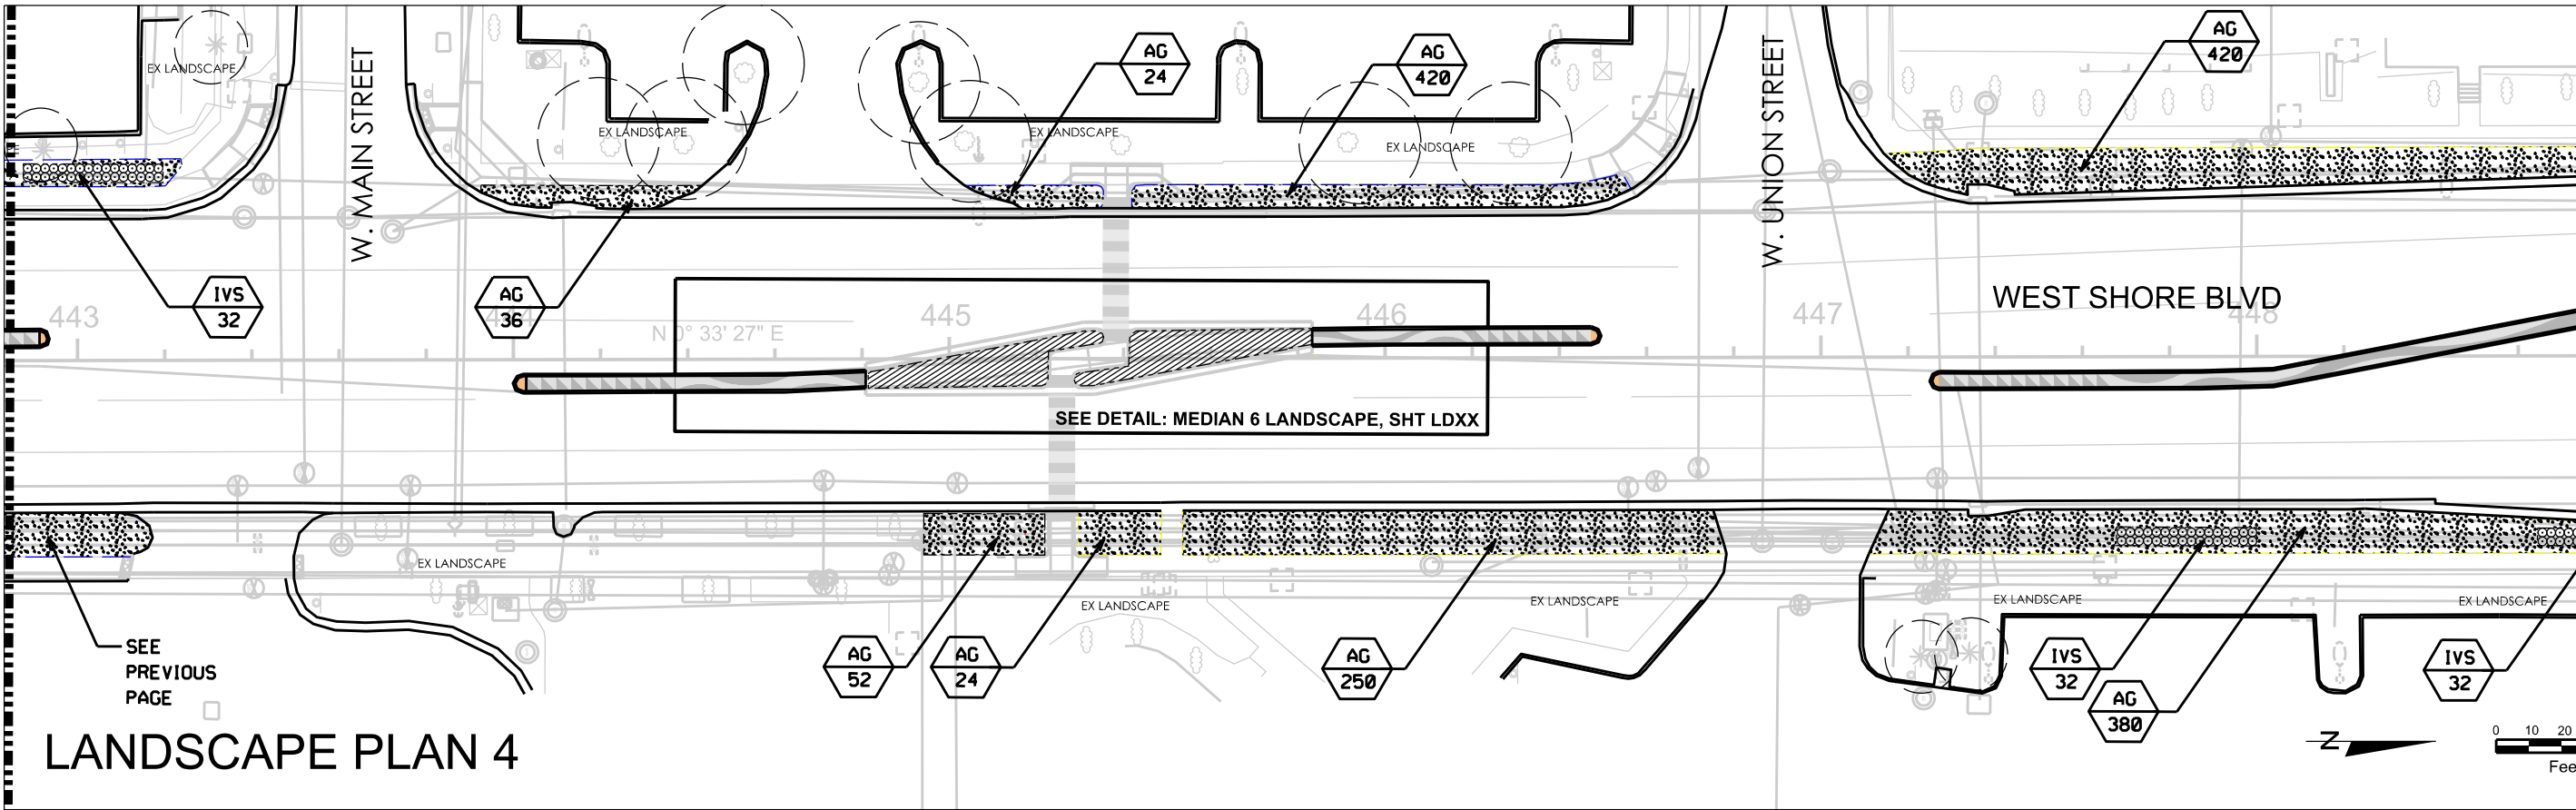 EX LANDSCAPE
W. MAIN STREET
EX LANDSCAPE
EX LANDSCAPE
AG
24
AG
420
EX LANDSCAPE
W. UNION STREET
AG
420
IVS
32
AG
36
443
445
446
447
448
N 0° 33' 27" E
WEST SHORE BLVD
SEE DETAIL: MEDIAN 6 LANDSCAPE, SHT LDXX
EX LANDSCAPE
EX LANDSCAPE
EX LANDSCAPE
EX LANDSCAPE
EX LANDSCAPE
SEE
PREVIOUS
PAGE
AG
52
AG
24
AG
250
IVS
32
AG
380
IVS
32
LANDSCAPE PLAN 4
N
0 10 20
Fee